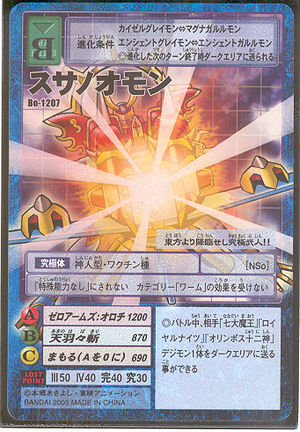 進化条件
カイゼルグレイモン⇔マグナガルルモン
エンシェントグレイモン⇔エンシェントガルルモン
◎進化した次のターン終了時ダークエリアに送られる
スサノオモン
Bo-1207
東方より降臨せし究極武人!!
究極体 神人型・ワクチン種 [NSo]
「特殊能力なし」にされない カテゴリー「ワーム」の効果を受けない
A ゼロアームズ:オロチ 1200
B 天羽々斬 870
C まもる(Aを0に) 690
◎バトル中、相手「七大魔王」「ロイ
ヤルナイツ」「オリンポス十二神」
デジモン1体をダークエリアに送る
事ができる
LOST POINT III50 IV40 完40 究30
©本郷あきよし・東映アニメーション
BANDAI 2005 MADE IN CHINA